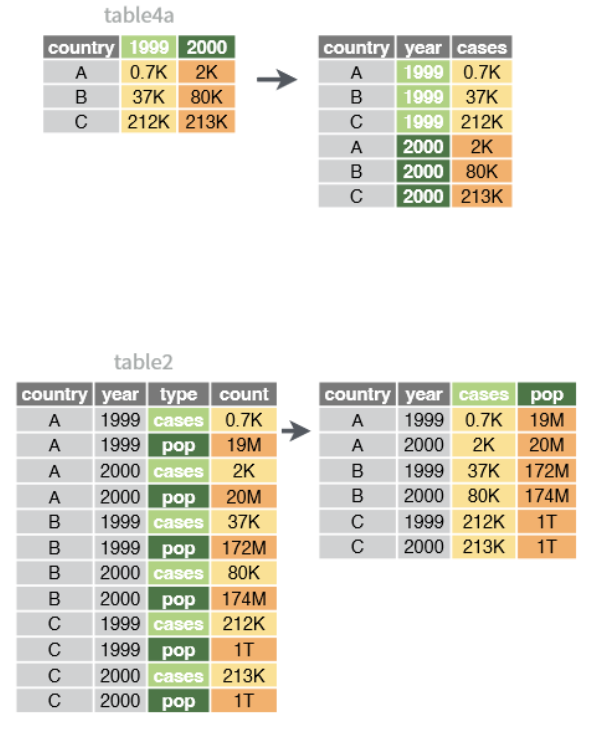 table4a
country 1999 2000
A 0.7K 2K
B 37K 80K
C 212K 213K
country year cases
A 1999 0.7K
B 1999 37K
C 1999 212K
A 2000 2K
B 2000 80K
C 2000 213K
table2
country year type count
A 1999 cases 0.7K
A 1999 pop 19M
A 2000 cases 2K
A 2000 pop 20M
B 1999 cases 37K
B 1999 pop 172M
B 2000 cases 80K
B 2000 pop 174M
C 1999 cases 212K
C 1999 pop 1T
C 2000 cases 213K
C 2000 pop 1T
country year cases pop
A 1999 0.7K 19M
A 2000 2K 20M
B 1999 37K 172M
B 2000 80K 174M
C 1999 212K 1T
C 2000 213K 1T